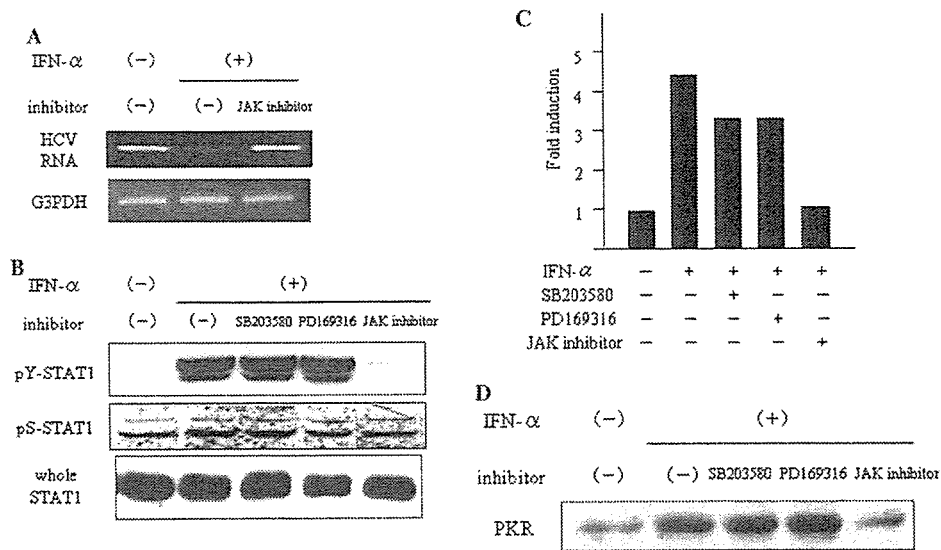 A
IFN-α (−) (+)
inhibitor (−) (−) JAK inhibitor
HCV
RNA
G3PDH
B
IFN-α (−) (+)
inhibitor (−) (−) SB203580 PD169316 JAK inhibitor
pY-STAT1
pS-STAT1
whole
STAT1
C
Fold induction
5
4
3
2
1
IFN-α − + + + +
SB203580 − − + − −
PD169316 − − − + −
JAK inhibitor − − − − +
D
IFN-α (−) (+)
inhibitor (−) (−) SB203580 PD169316 JAK inhibitor
PKR